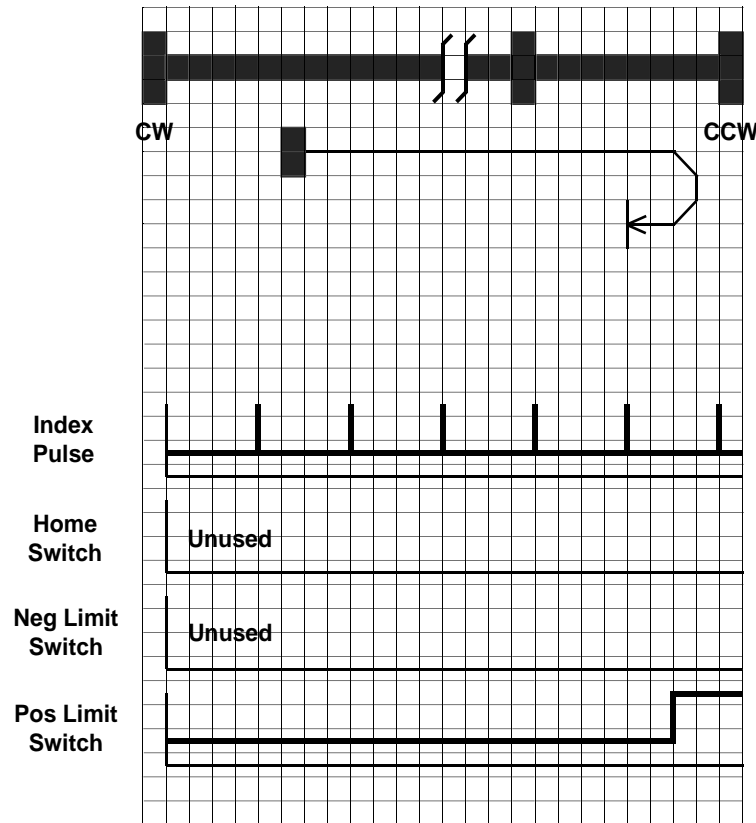 CW
CCW
Index
Pulse
Home
Switch
Unused
Neg Limit
Switch
Unused
Pos Limit
Switch